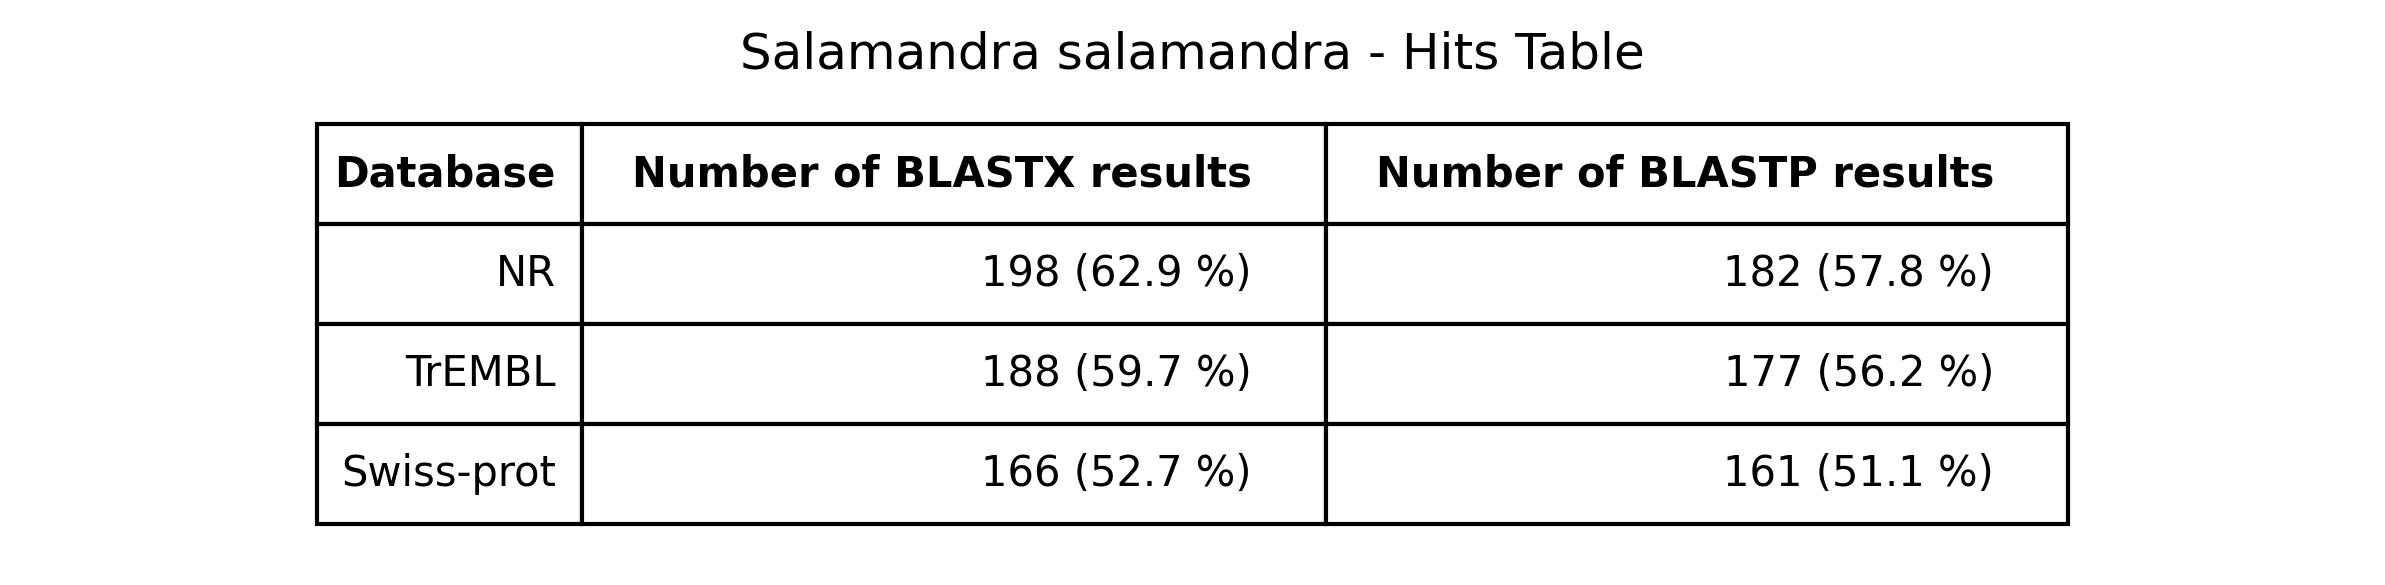 Salamandra salamandra - Hits Table
Database Number of BLASTX results Number of BLASTP results
NR 198 (62.9 %) 182 (57.8 %)
TrEMBL 188 (59.7 %) 177 (56.2 %)
Swiss-prot 166 (52.7 %) 161 (51.1 %)